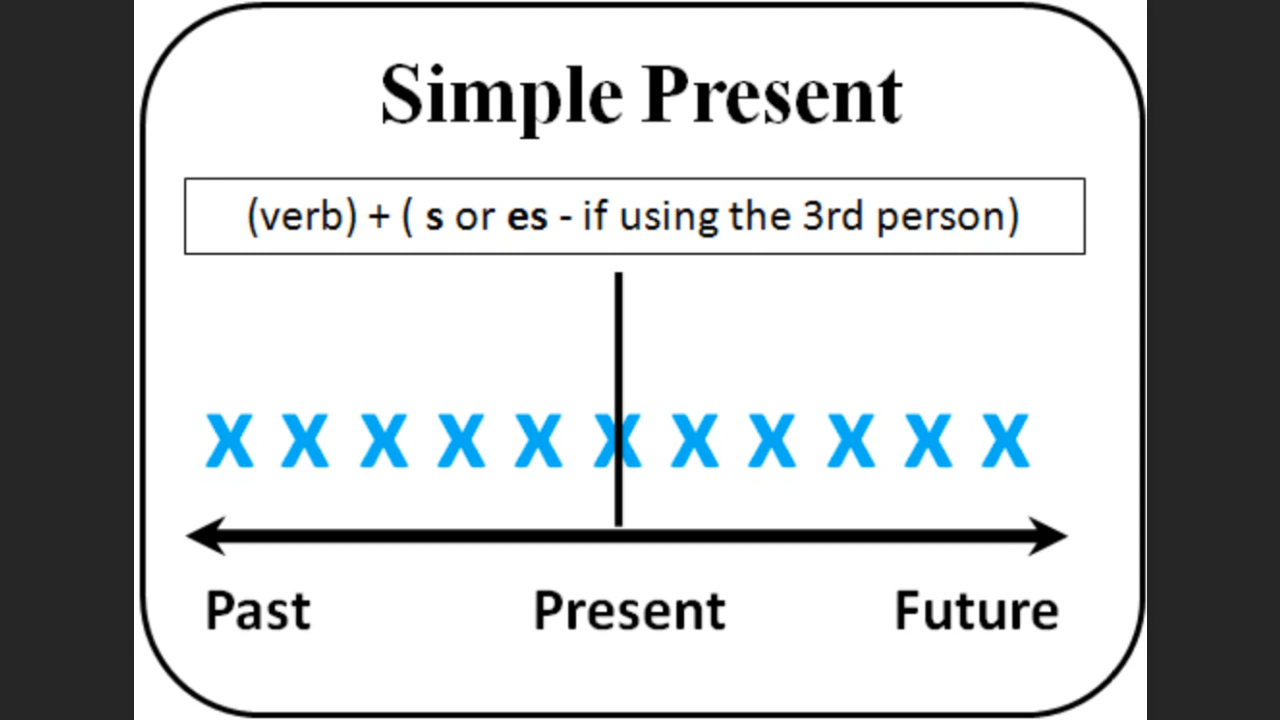 Simple Present
(verb) + ( s or es - if using the 3rd person)
X X X X X X X X X X X
Past Present Future